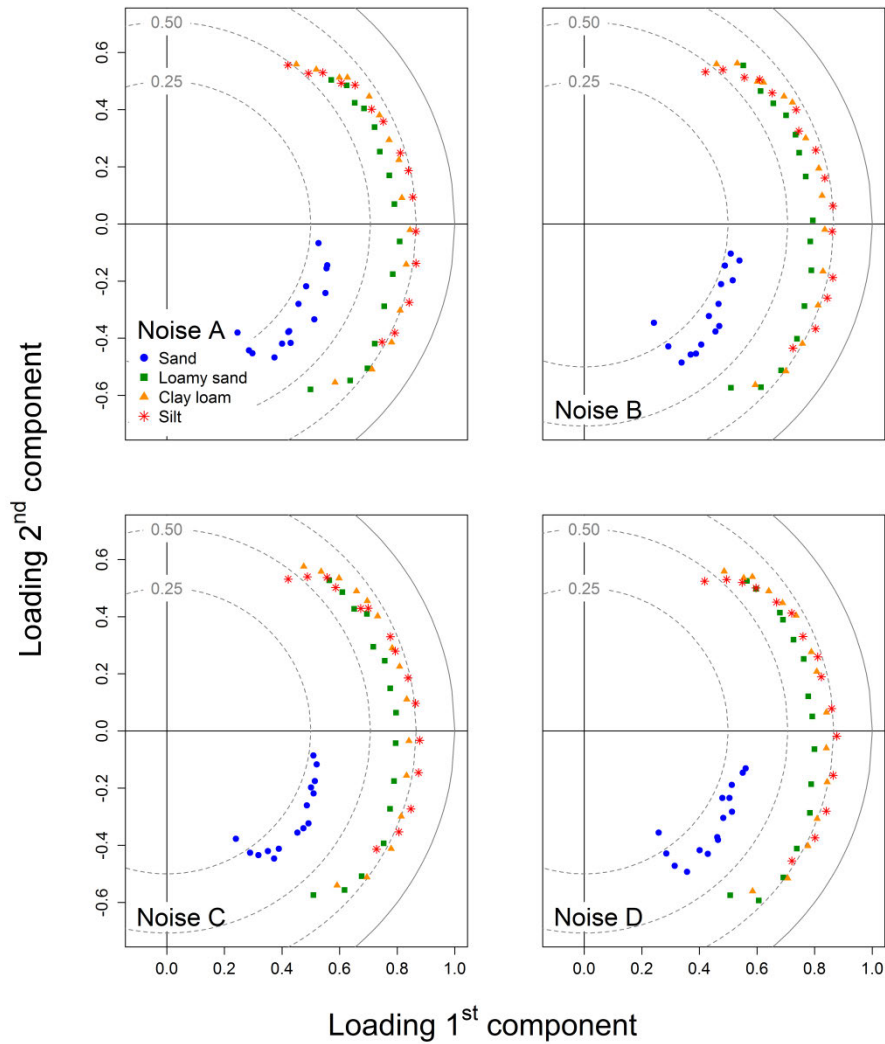 0.50
0.25
0.6
0.4
0.2
0.0
-0.2
-0.4
-0.6
Noise A
Sand
Loamy sand
Clay loam
Silt
0.50
0.25
Noise B
0.50
0.25
0.6
0.4
0.2
0.0
-0.2
-0.4
-0.6
Noise C
0.0 0.2 0.4 0.6 0.8 1.0
0.50
0.25
Noise D
0.0 0.2 0.4 0.6 0.8 1.0
Loading 2nd component
Loading 1st component